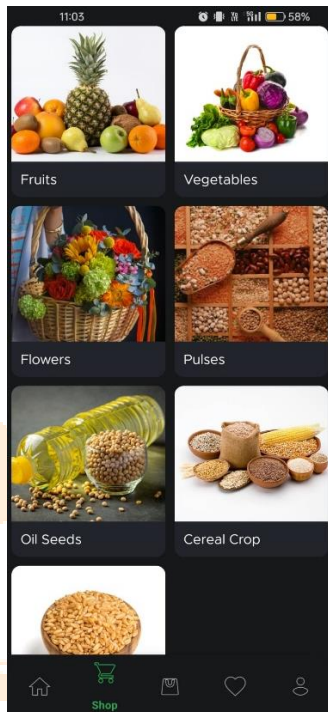 11:03 58%
Fruits Vegetables
Flowers Pulses
Oil Seeds Cereal Crop
Shop